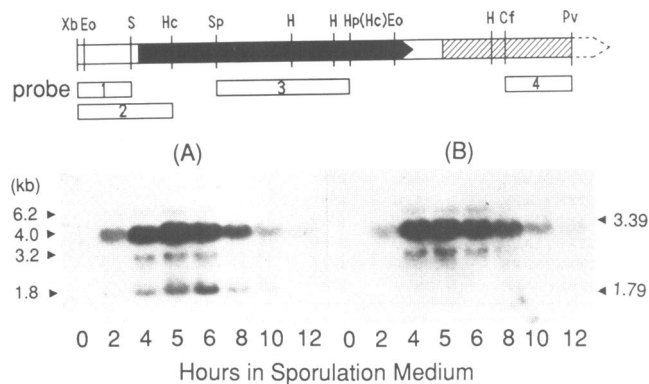 Xb Eo S Hc Sp H H Hp(Hc)Eo H Cf Pv
probe 1 3 4
2
(A) (B)
(kb)
6.2
4.0
3.2
1.8
3.39
1.79
0 2 4 5 6 8 10 12 0 2 4 5 6 8 10 12
Hours in Sporulation Medium